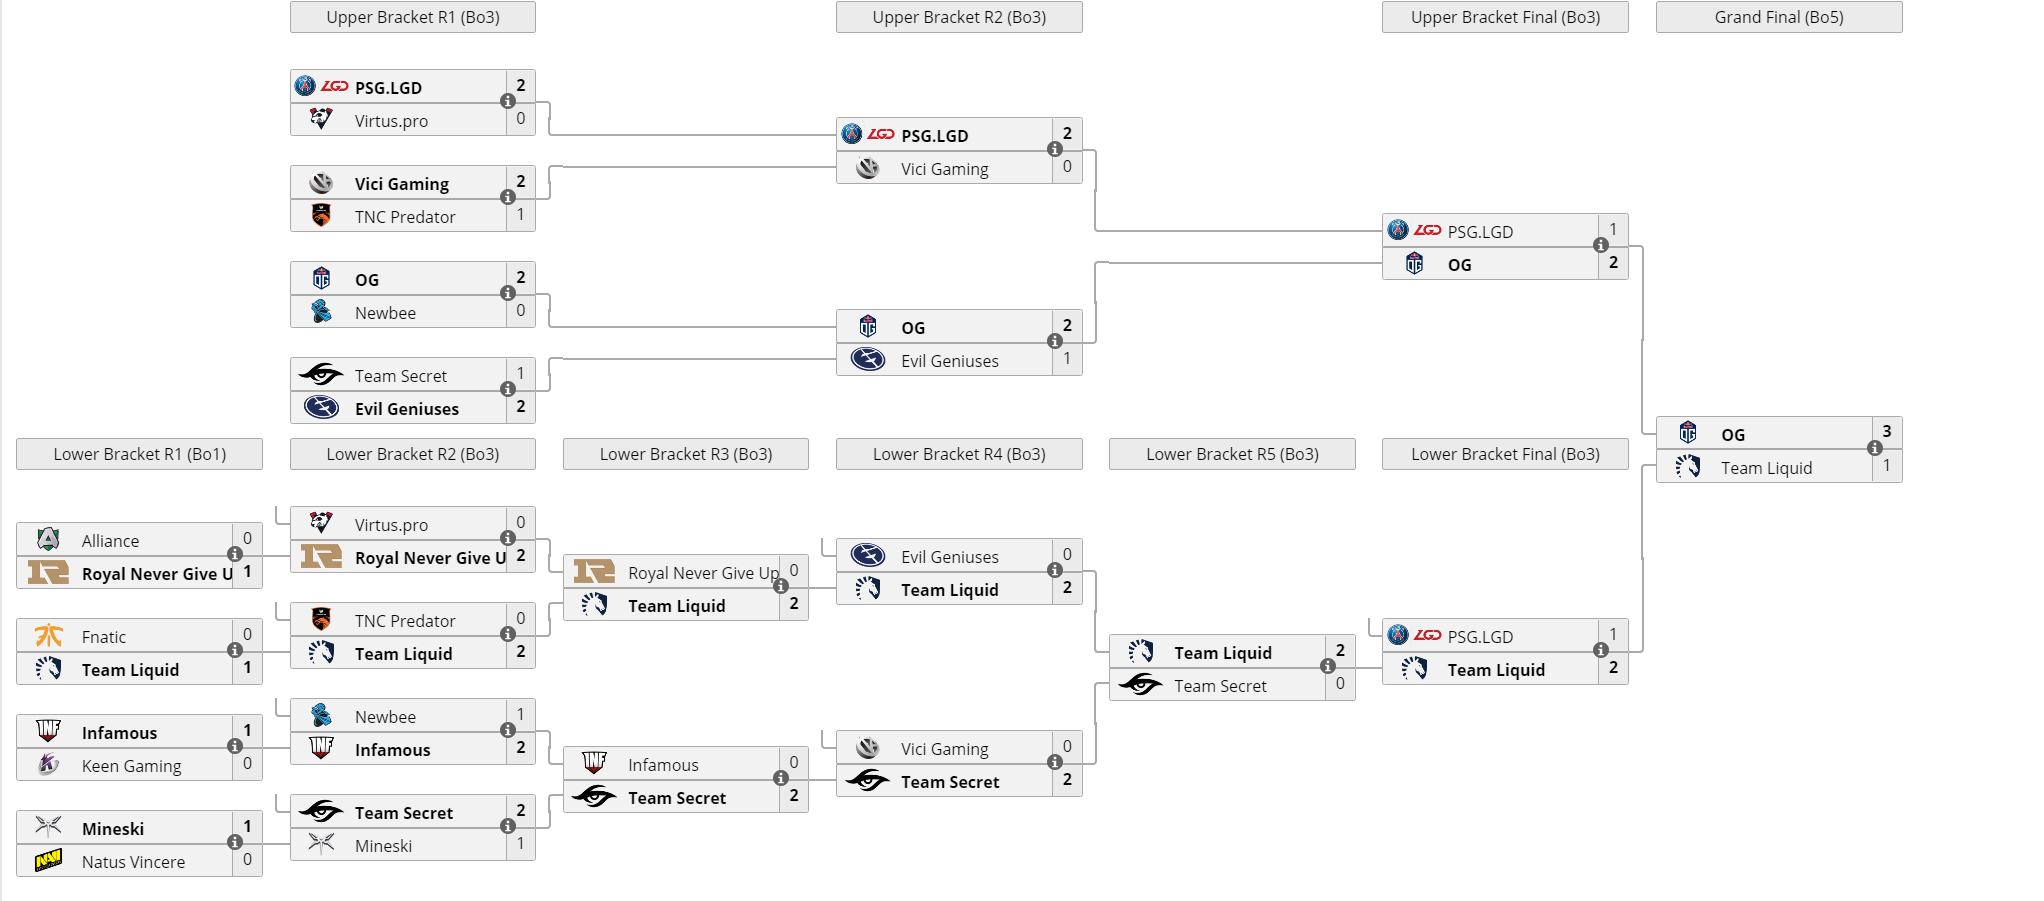 Upper Bracket R1 (Bo3)
Upper Bracket R2 (Bo3)
Upper Bracket Final (Bo3)
Grand Final (Bo5)
PSG.LGD 2
Virtus.pro 0
Vici Gaming 2
TNC Predator 1
OG 2
Newbee 0
Team Secret 1
Evil Geniuses 2
PSG.LGD 2
Vici Gaming 0
OG 2
Evil Geniuses 1
PSG.LGD 1
OG 2
OG 3
Team Liquid 1
Lower Bracket R1 (Bo1)
Lower Bracket R2 (Bo3)
Lower Bracket R3 (Bo3)
Lower Bracket R4 (Bo3)
Lower Bracket R5 (Bo3)
Lower Bracket Final (Bo3)
Alliance 0
Royal Never Give U 1
Fnatic 0
Team Liquid 1
Infamous 1
Keen Gaming 0
Mineski 1
Natus Vincere 0
Virtus.pro 0
Royal Never Give U 2
TNC Predator 0
Team Liquid 2
Newbee 1
Infamous 2
Team Secret 2
Mineski 1
Royal Never Give Up 0
Team Liquid 2
Infamous 0
Team Secret 2
Evil Geniuses 0
Team Liquid 2
Vici Gaming 0
Team Secret 2
Team Liquid 2
Team Secret 0
PSG.LGD 1
Team Liquid 2